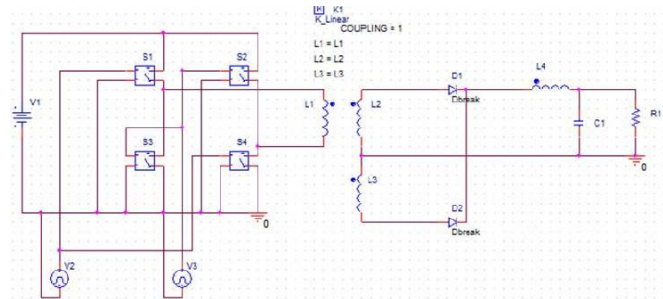 K K1
K_Linear
COUPLING = 1
L1 = L1
L2 = L2
L3 = L3
S1
S2
D1
L4
V1
L1
L2
Dbreak
C1
R1
S3
S4
L3
0
D2
Dbreak
0
V2
V3